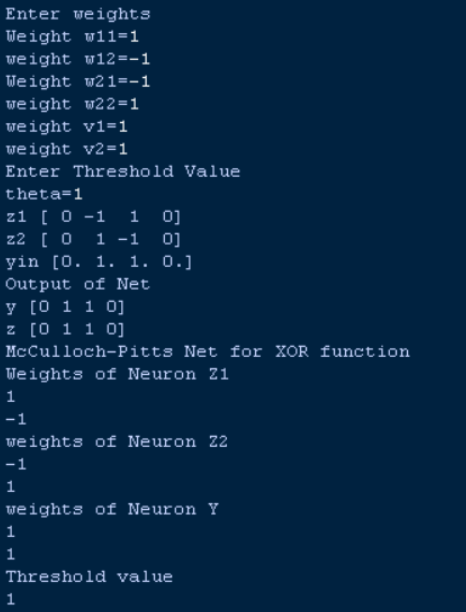 Enter weights
Weight w11=1
weight w12=-1
Weight w21=-1
weight w22=1
weight v1=1
weight v2=1
Enter Threshold Value
theta=1
z1 [ 0 -1  1  0]
z2 [ 0  1 -1  0]
yin [0. 1. 1. 0.]
Output of Net
y [0 1 1 0]
z [0 1 1 0]
McCulloch-Pitts Net for XOR function
Weights of Neuron Z1
1
-1
weights of Neuron Z2
-1
1
weights of Neuron Y
1
1
Threshold value
1